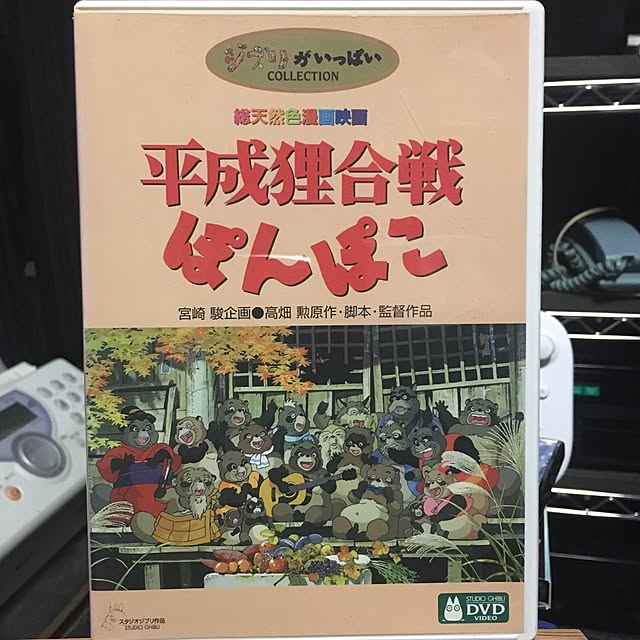 ジブリがいっぱい
COLLECTION
総天然色漫画映画
平成狸合戦
ぽんぽこ
宮崎 駿企画●高畑 勲原作・脚本・監督作品
スタジオジブリ作品
STUDIO GHIBLI
STUDIO GHIBLI
DVD
VIDEO